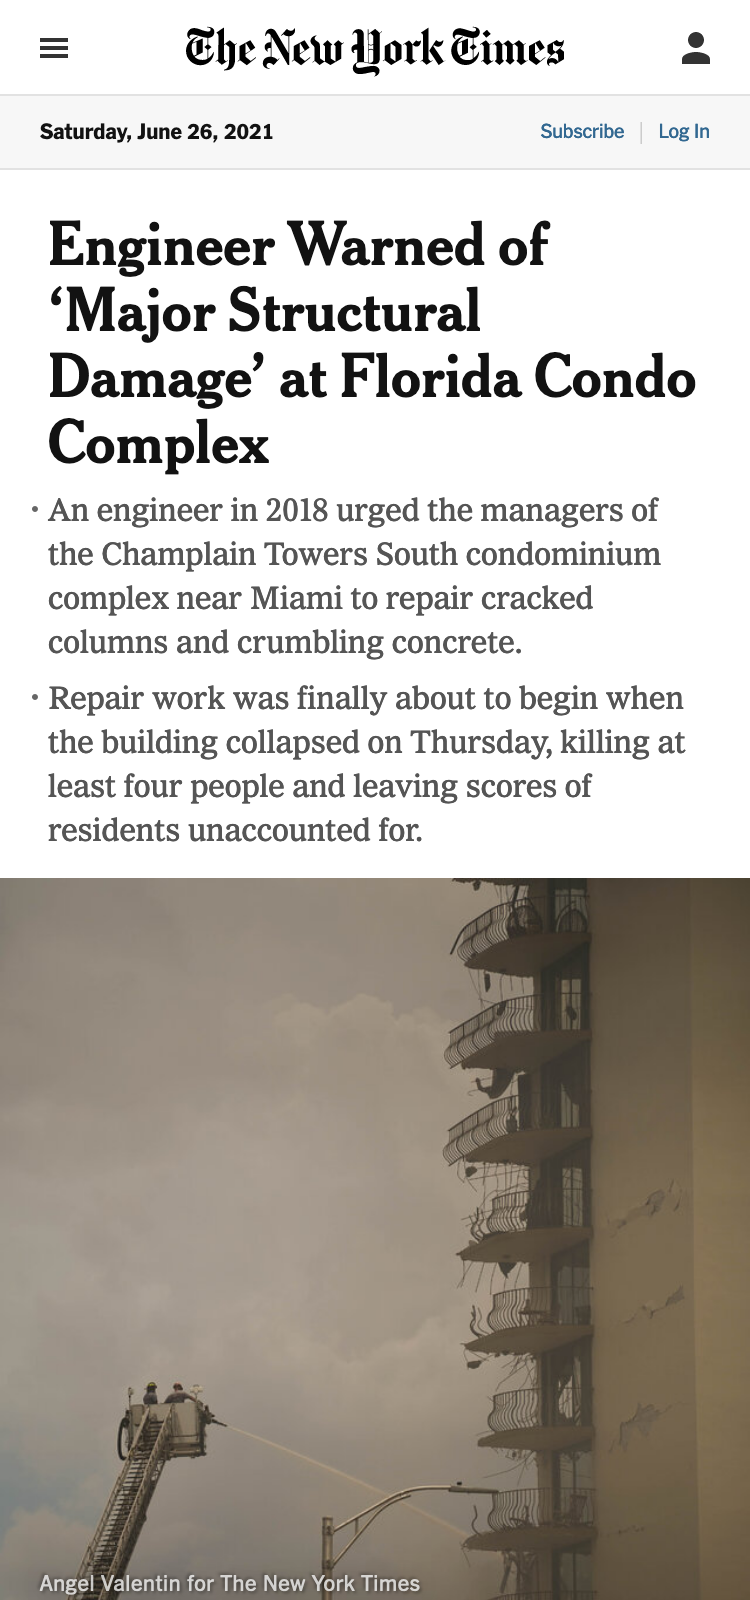 The New York Times
Saturday, June 26, 2021
Subscribe
Log In
Engineer Warned of
‘Major Structural
Damage’ at Florida Condo
Complex
• An engineer in 2018 urged the managers of
the Champlain Towers South condominium
complex near Miami to repair cracked
columns and crumbling concrete.
• Repair work was finally about to begin when
the building collapsed on Thursday, killing at
least four people and leaving scores of
residents unaccounted for.
Angel Valentin for The New York Times